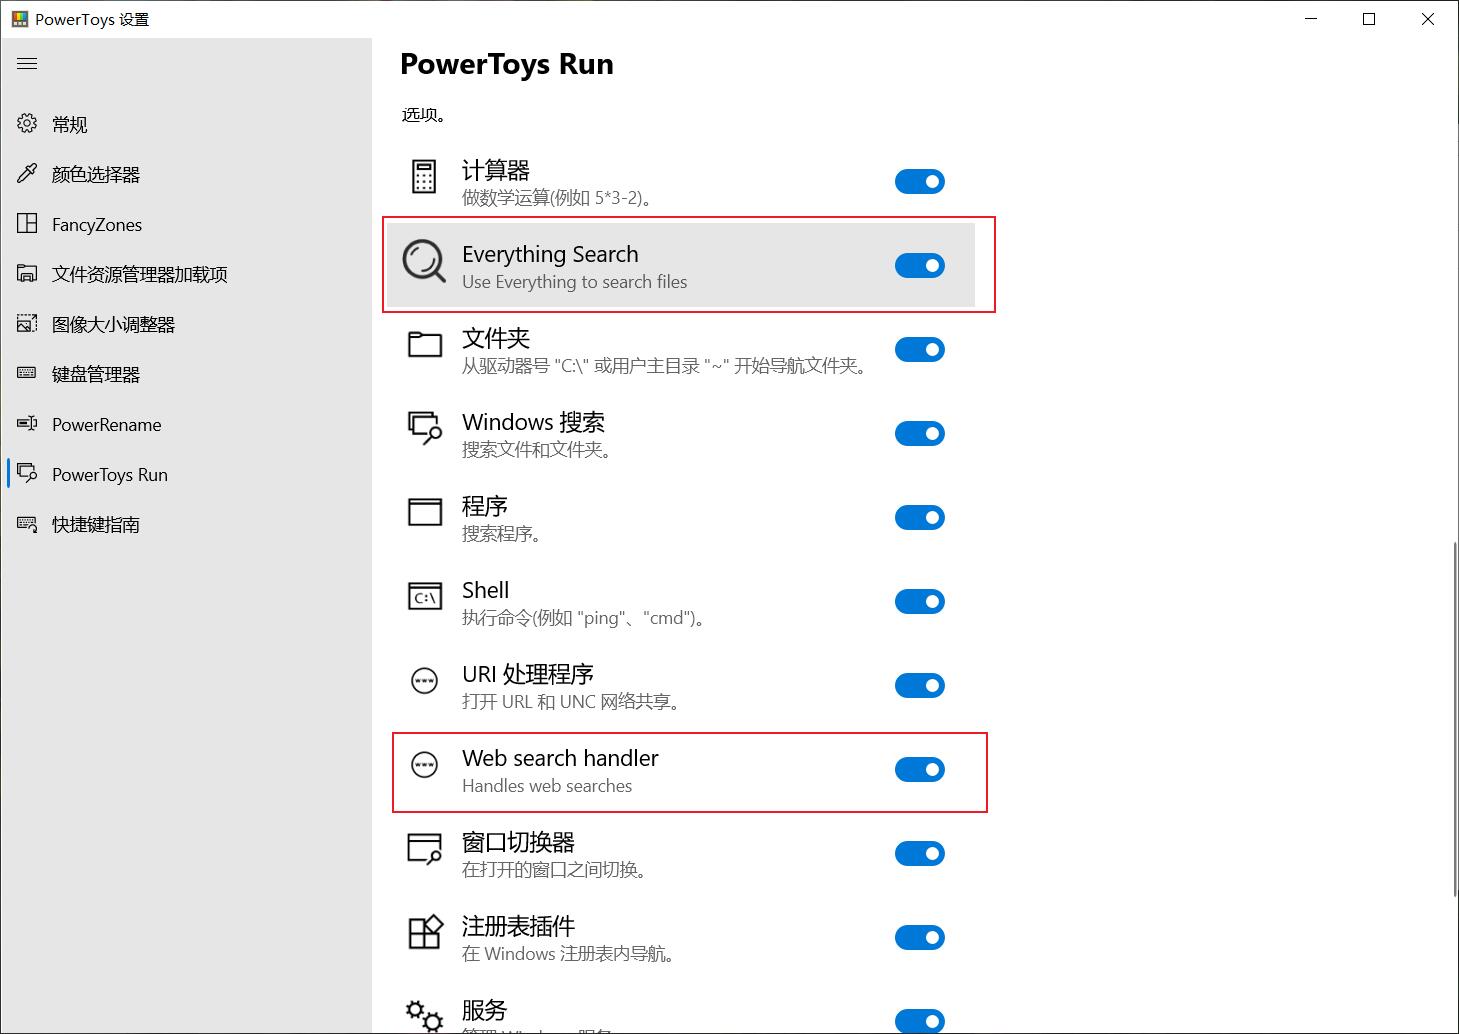 PowerToys 设置
PowerToys Run
选项。
常规
颜色选择器
FancyZones
文件资源管理器加载项
图像大小调整器
键盘管理器
PowerRename
PowerToys Run
快捷键指南
计算器
做数学运算(例如 5*3-2)。
Everything Search
Use Everything to search files
文件夹
从驱动器号 "C:\" 或用户主目录 "~" 开始导航文件夹。
Windows 搜索
搜索文件和文件夹。
程序
搜索程序。
C:\
Shell
执行命令(例如 "ping"、"cmd")。
URI 处理程序
打开 URL 和 UNC 网络共享。
Web search handler
Handles web searches
窗口切换器
在打开的窗口之间切换。
注册表插件
在 Windows 注册表内导航。
服务